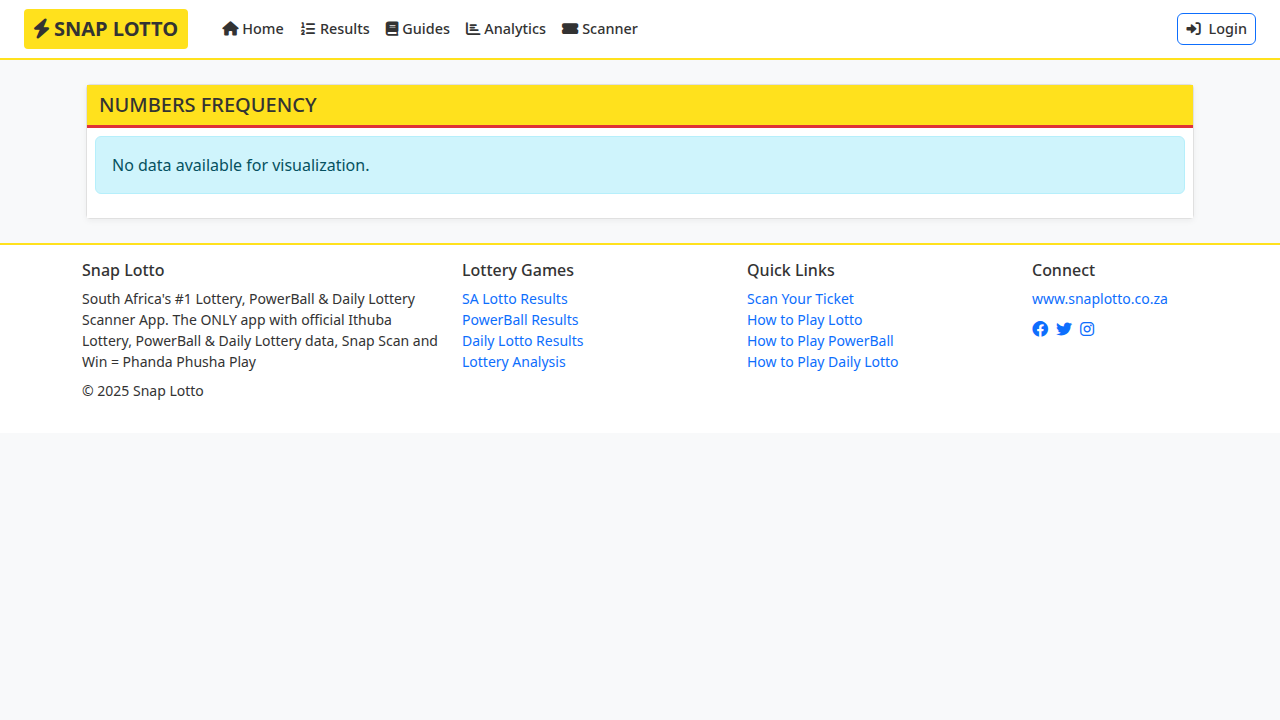 SNAP LOTTO
Home
Results
Guides
Analytics
Scanner
Login
NUMBERS FREQUENCY
No data available for visualization.
Snap Lotto
South Africa's #1 Lottery, PowerBall & Daily Lottery
Scanner App. The ONLY app with official Ithuba
Lottery, PowerBall & Daily Lottery data, Snap Scan and
Win = Phanda Phusha Play
© 2025 Snap Lotto
Lottery Games
SA Lotto Results
PowerBall Results
Daily Lotto Results
Lottery Analysis
Quick Links
Scan Your Ticket
How to Play Lotto
How to Play PowerBall
How to Play Daily Lotto
Connect
www.snaplotto.co.za